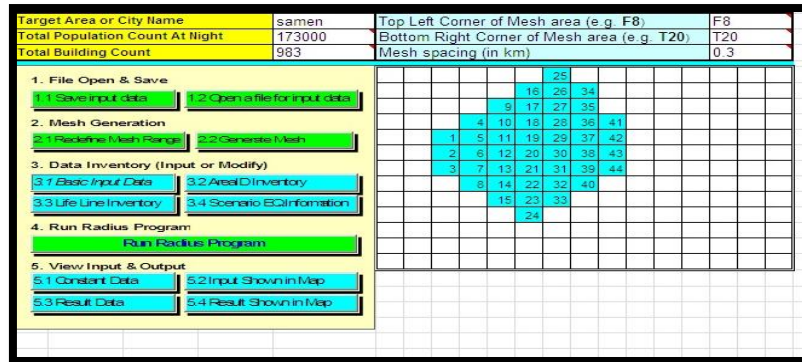 Target Area or City Name samen Top Left Corner of Mesh area (e.g. F8) F8
Total Population Count At Night 173000 Bottom Right Corner of Mesh area (e.g. T20) T20
Total Building Count 983 Mesh spacing (in km) 0.3
1. File Open & Save
1.1 Save input data 1.2 Open a file for input data
2. Mesh Generation
2.1 Redefine Mesh Range 2.2 Generate Mesh
3. Data Inventory (Input or Modify)
3.1 Basic Input Data 3.2 Area ID Inventory
3.3 Life Line Inventory 3.4 Scenario EQ Information
4. Run Radius Program
Run Radius Program
5. View Input & Output
5.1 Constant Data 5.2 Input Shown in Map
5.3 Result Data 5.4 Result Shown in Map
25
16 26 34
9 17 27 35
4 10 18 28 36 41
1 5 11 19 29 37 42
2 6 12 20 30 38 43
3 7 13 21 31 39 44
8 14 22 32 40
15 23 33
24